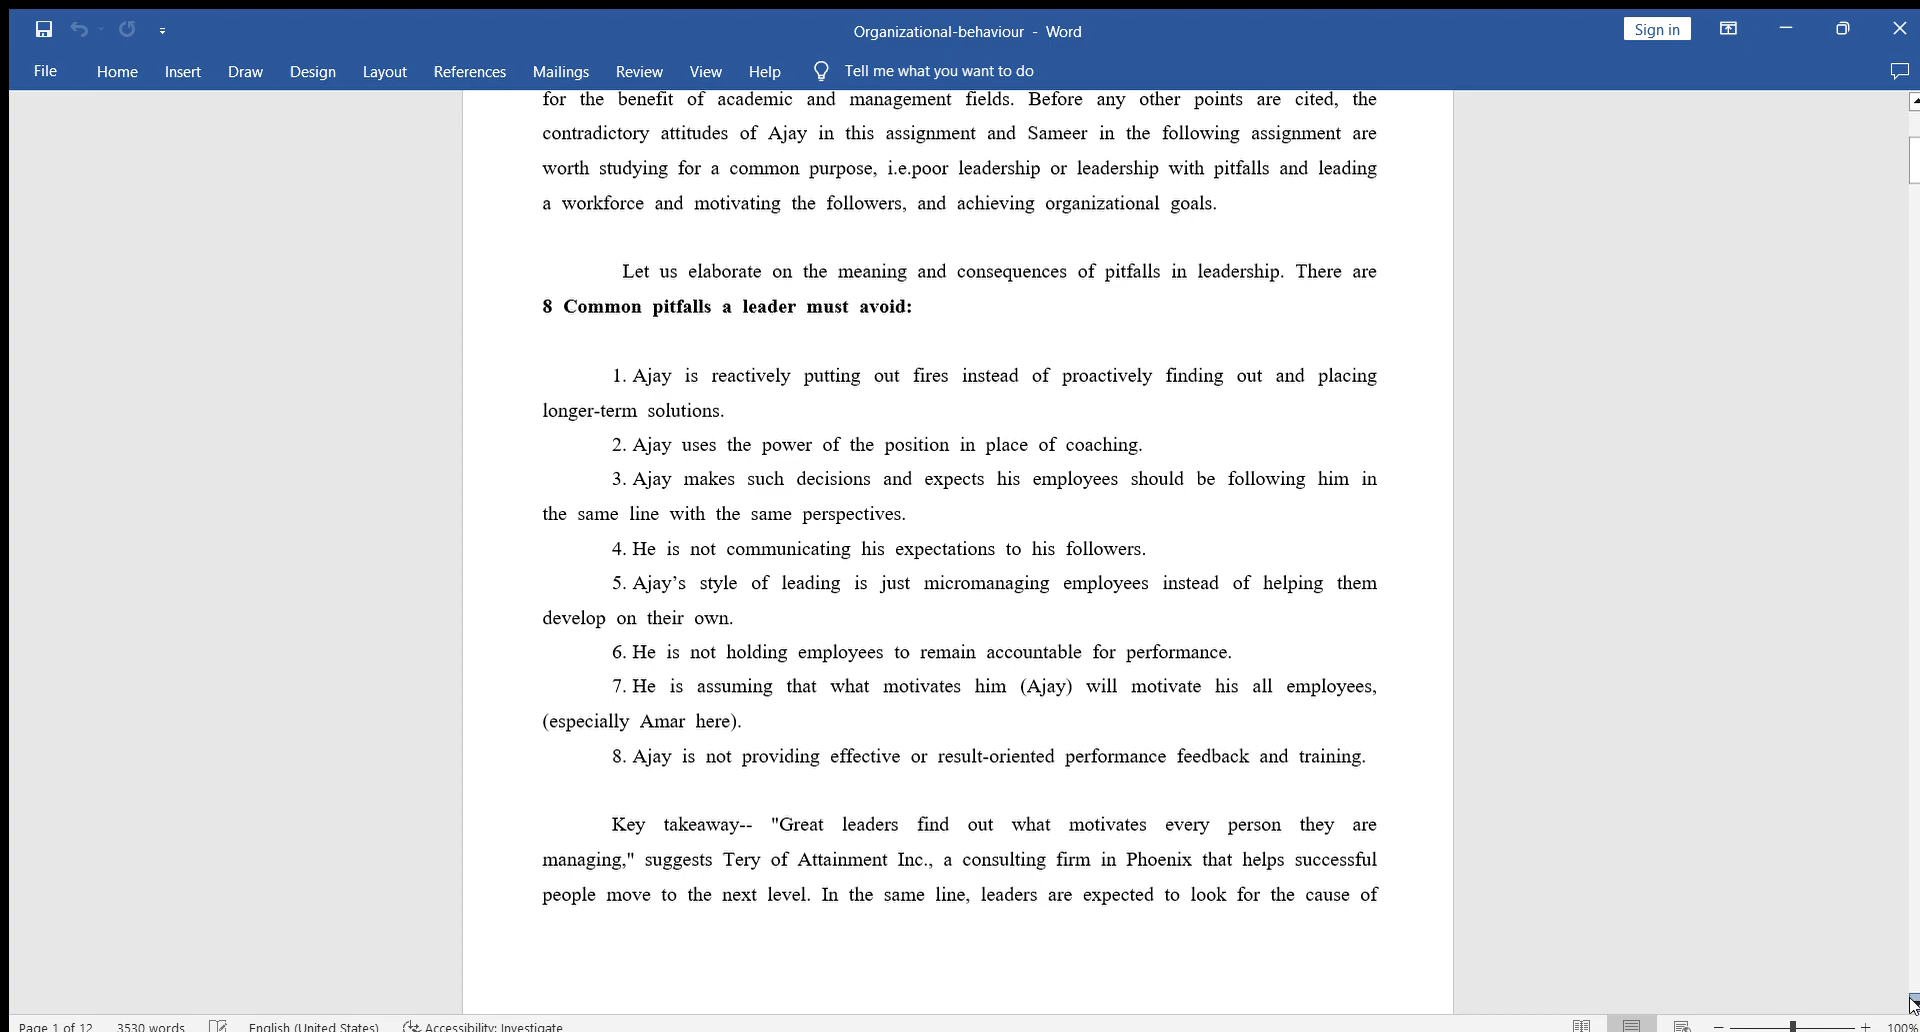 Organizational-behaviour - Word
Sign in
File Home Insert Draw Design Layout References Mailings Review View Help Tell me what you want to do
for the benefit of academic and management fields. Before any other points are cited, the
contradictory attitudes of Ajay in this assignment and Sameer in the following assignment are
worth studying for a common purpose, i.e.poor leadership or leadership with pitfalls and leading
a workforce and motivating the followers, and achieving organizational goals.
Let us elaborate on the meaning and consequences of pitfalls in leadership. There are
8 Common pitfalls a leader must avoid:
1. Ajay is reactively putting out fires instead of proactively finding out and placing
longer-term solutions.
2. Ajay uses the power of the position in place of coaching.
3. Ajay makes such decisions and expects his employees should be following him in
the same line with the same perspectives.
4. He is not communicating his expectations to his followers.
5. Ajay’s style of leading is just micromanaging employees instead of helping them
develop on their own.
6. He is not holding employees to remain accountable for performance.
7. He is assuming that what motivates him (Ajay) will motivate his all employees,
(especially Amar here).
8. Ajay is not providing effective or result-oriented performance feedback and training.
Key takeaway-- "Great leaders find out what motivates every person they are
managing," suggests Tery of Attainment Inc., a consulting firm in Phoenix that helps successful
people move to the next level. In the same line, leaders are expected to look for the cause of
Page 1 of 12 3530 words English (United States) Accessibility: Investigate 100%